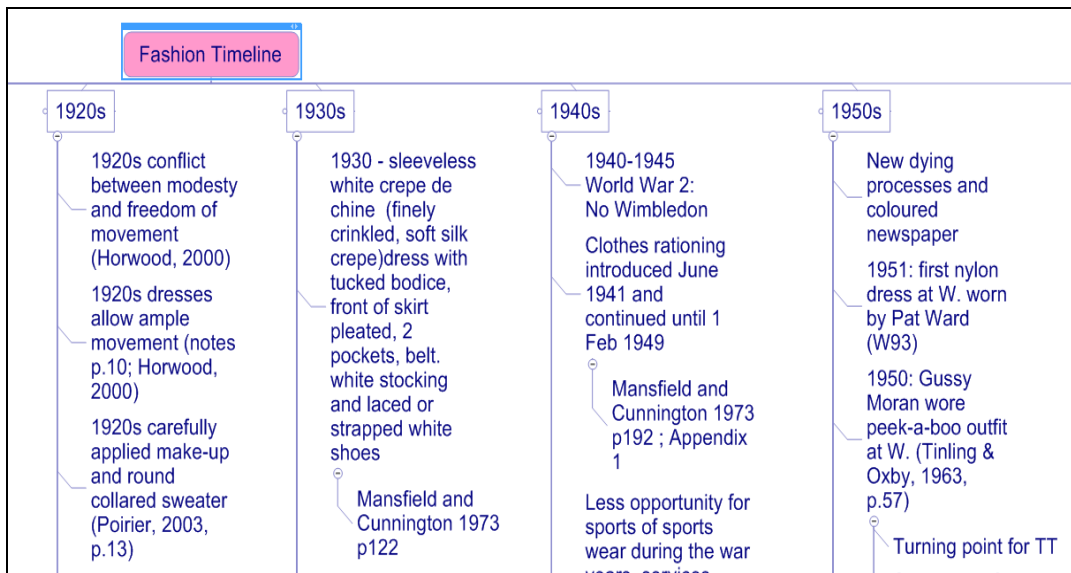 Fashion Timeline
1920s
1920s conflict
between modesty
and freedom of
movement
(Horwood, 2000)
1920s dresses
allow ample
movement (notes
p.10; Horwood,
2000)
1920s carefully
applied make-up
and round
collared sweater
(Poirier, 2003,
p.13)
1930s
1930 - sleeveless
white crepe de
chine (finely
crinkled, soft silk
crepe)dress with
tucked bodice,
front of skirt
pleated, 2
pockets, belt.
white stocking
and laced or
strapped white
shoes
Mansfield and
Cunnington 1973
p122
1940s
1940-1945
World War 2:
No Wimbledon
Clothes rationing
introduced June
1941 and
continued until 1
Feb 1949
Mansfield and
Cunnington 1973
p192 ; Appendix
1
Less opportunity for
sports of sports
wear during the war
years, services
1950s
New dying
processes and
coloured
newspaper
1951: first nylon
dress at W. worn
by Pat Ward
(W93)
1950: Gussy
Moran wore
peek-a-boo outfit
at W. (Tinling &
Oxby, 1963,
p.57)
Turning point for TT